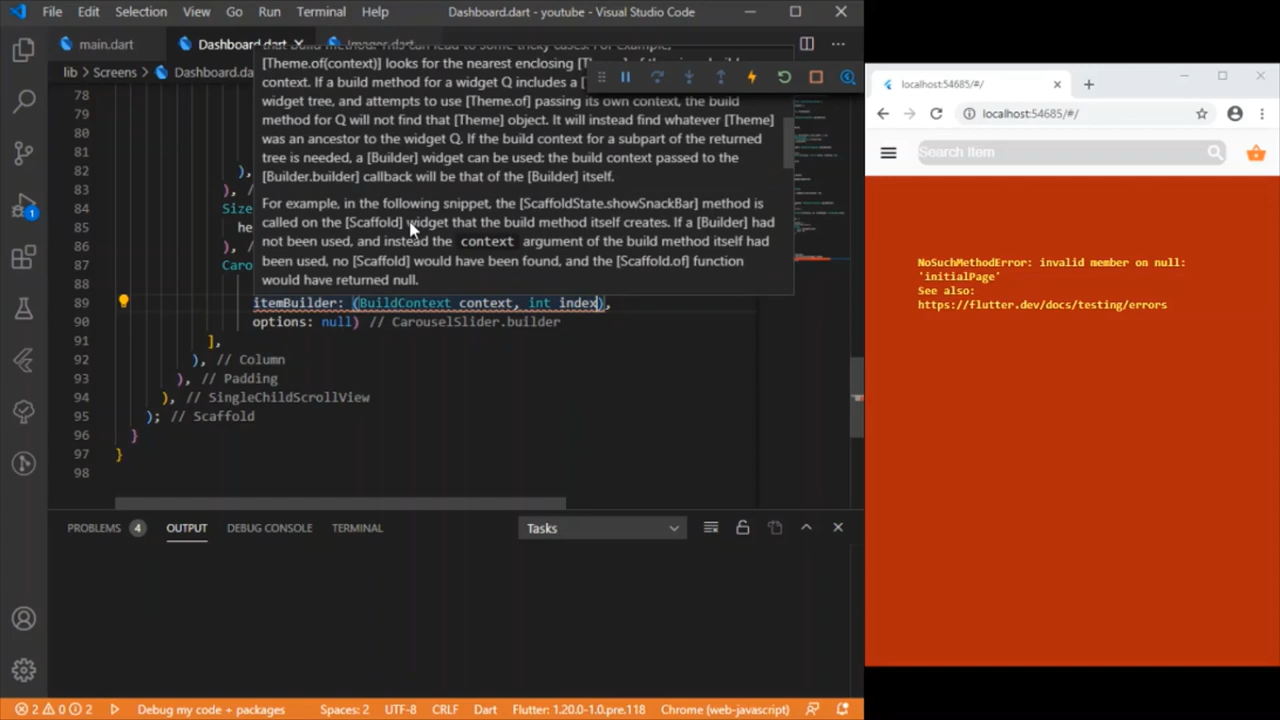 File Edit Selection View Go Run Terminal Help Dashboard.dart - youtube - Visual Studio Code
main.dart Dashboard.dart Images.dart
lib > Screens > Dashboard.da
[Theme.of(context)] looks for the nearest enclosing [
context. If a build method for a widget Q includes a [
widget tree, and attempts to use [Theme.of] passing its own context, the build
method for Q will not find that [Theme] object. It will instead find whatever [Theme]
was an ancestor to the widget Q. If the build context for a subpart of the returned
tree is needed, a [Builder] widget can be used: the build context passed to the
[Builder.builder] callback will be that of the [Builder] itself.
For example, in the following snippet, the [ScaffoldState.showSnackBar] method is
called on the [Scaffold] widget that the build method itself creates. If a [Builder] had
not been used, and instead the context argument of the build method itself had
been used, no [Scaffold] would have been found, and the [Scaffold.of] function
would have returned null.
78
79
80
81
82 ),
83 ), /
84 Size
85 he
86 ), /
87 Caro
88
89 itemBuilder: (BuildContext context, int index),
90 options: null) // CarouselSlider.builder
91 ],
92 ), // Column
93 ), // Padding
94 ), // SingleChildScrollView
95 ); // Scaffold
96 }
97 }
98
PROBLEMS 4 OUTPUT DEBUG CONSOLE TERMINAL Tasks
1
2 0 2 Debug my code + packages Spaces: 2 UTF-8 CRLF Dart Flutter: 1.20.0-1.0.pre.118 Chrome (web-javascript)
localhost:54685/#/
localhost:54685/#/
Search Item
NoSuchMethodError: invalid member on null:
'initialPage'
See also:
https://flutter.dev/docs/testing/errors